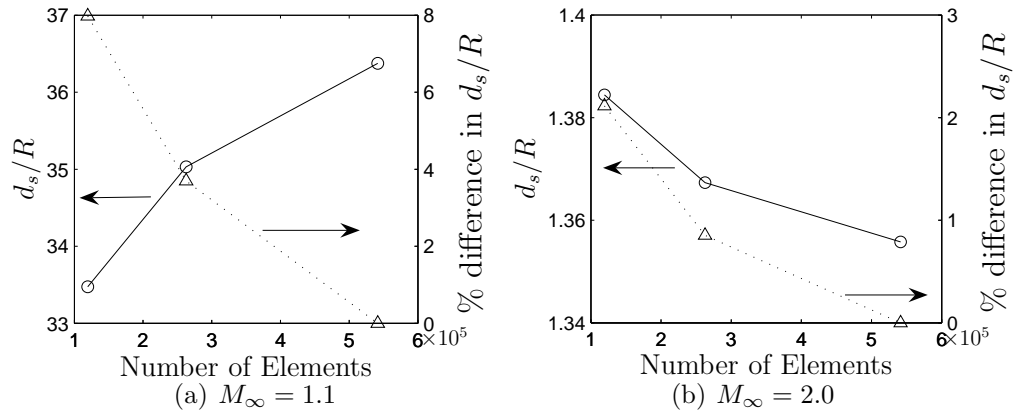 37
36
35
34
33
d_s/R
8
6
4
2
0
% difference in d_s/R
1 2 3 4 5 6
×10^5
Number of Elements
(a) M_∞ = 1.1
1.4
1.38
1.36
1.34
d_s/R
3
2
1
0
% difference in d_s/R
1 2 3 4 5 6
×10^5
Number of Elements
(b) M_∞ = 2.0